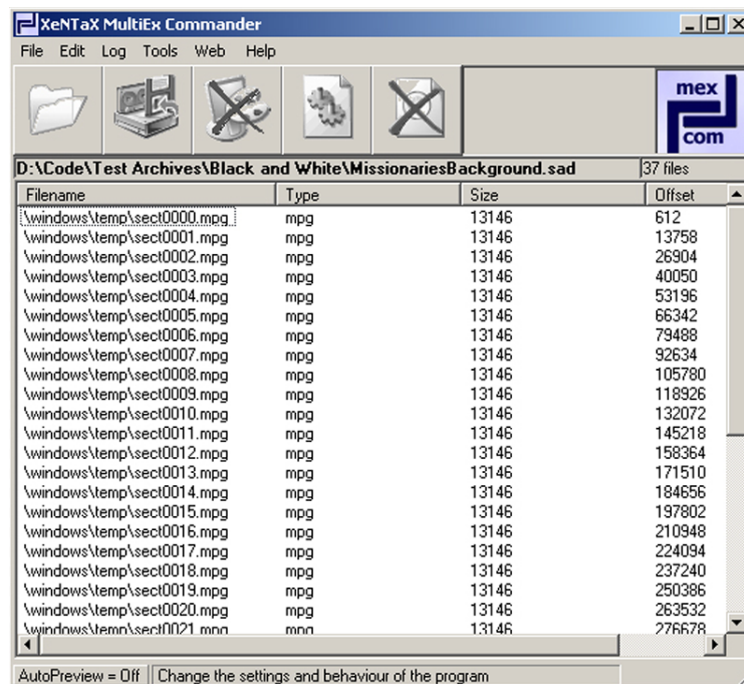 XeNTaX MultiEx Commander
File Edit Log Tools Web Help
mex
com
D:\Code\Test Archives\Black and White\MissionariesBackground.sad 37 files
Filename Type Size Offset
\windows\temp\sect0000.mpg mpg 13146 612
\windows\temp\sect0001.mpg mpg 13146 13758
\windows\temp\sect0002.mpg mpg 13146 26904
\windows\temp\sect0003.mpg mpg 13146 40050
\windows\temp\sect0004.mpg mpg 13146 53196
\windows\temp\sect0005.mpg mpg 13146 66342
\windows\temp\sect0006.mpg mpg 13146 79488
\windows\temp\sect0007.mpg mpg 13146 92634
\windows\temp\sect0008.mpg mpg 13146 105780
\windows\temp\sect0009.mpg mpg 13146 118926
\windows\temp\sect0010.mpg mpg 13146 132072
\windows\temp\sect0011.mpg mpg 13146 145218
\windows\temp\sect0012.mpg mpg 13146 158364
\windows\temp\sect0013.mpg mpg 13146 171510
\windows\temp\sect0014.mpg mpg 13146 184656
\windows\temp\sect0015.mpg mpg 13146 197802
\windows\temp\sect0016.mpg mpg 13146 210948
\windows\temp\sect0017.mpg mpg 13146 224094
\windows\temp\sect0018.mpg mpg 13146 237240
\windows\temp\sect0019.mpg mpg 13146 250386
\windows\temp\sect0020.mpg mpg 13146 263532
\windows\temp\sect0021.mpg mpg 13146 276678
AutoPreview = Off Change the settings and behaviour of the program